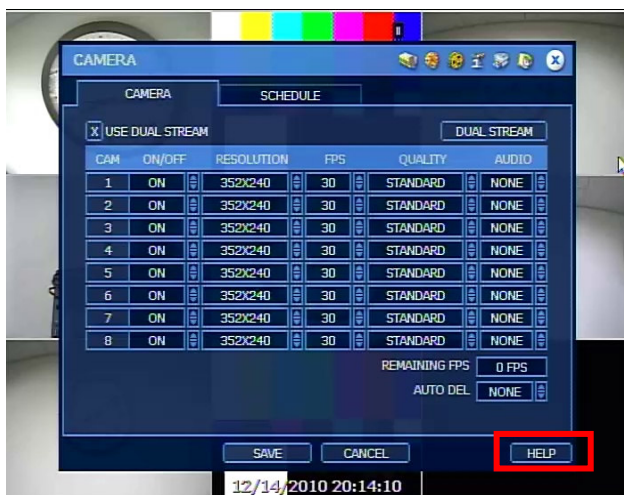 CAMERA
CAMERA SCHEDULE
X USE DUAL STREAM DUAL STREAM
CAM ON/OFF RESOLUTION FPS QUALITY AUDIO
1 ON 352X240 30 STANDARD NONE
2 ON 352X240 30 STANDARD NONE
3 ON 352X240 30 STANDARD NONE
4 ON 352X240 30 STANDARD NONE
5 ON 352X240 30 STANDARD NONE
6 ON 352X240 30 STANDARD NONE
7 ON 352X240 30 STANDARD NONE
8 ON 352X240 30 STANDARD NONE
REMAINING FPS 0 FPS
AUTO DEL NONE
SAVE CANCEL HELP
12/14/2010 20:14:10